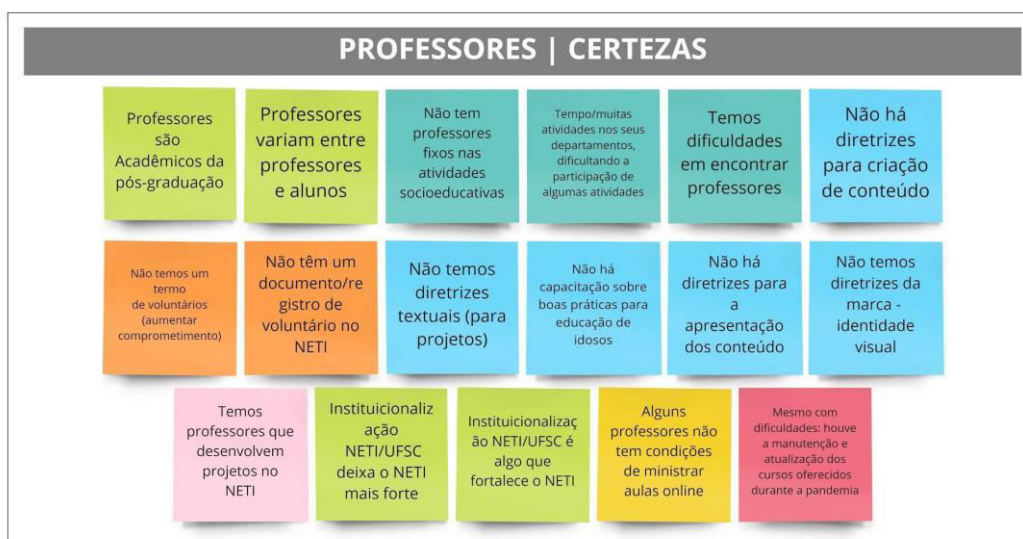 PROFESSORES | CERTEZAS
Professores
são
Acadêmicos da
pós-graduação
Professores
variam entre
professores
e alunos
Não tem
professores
fixos nas
atividades
socioeducativas
Tempo/muitas
atividades nos seus
departamentos,
dificultando a
participação de
algumas atividades
Temos
dificuldades
em encontrar
professores
Não há
diretrizes
para criação
de conteúdo
Não temos um
termo
de voluntários
(aumentar
comprometimento)
Não têm um
documento/re
gistro de
voluntário no
NETI
Não temos
diretrizes
textuais (para
projetos)
Não há
capacitação sobre
boas práticas para
educação de
idosos
Não há
diretrizes para
a
apresentação
dos conteúdo
Não temos
diretrizes da
marca -
identidade
visual
Temos
professores que
desenvolvem
projetos no
NETI
Instituicionaliz
ação
NETI/UFSC
deixa o NETI
mais forte
Instituicionalizaç
ão NETI/UFSC é
algo que
fortalece o NETI
Alguns
professores não
tem condições
de ministrar
aulas online
Mesmo com
dificuldades: houve
a manutenção e
atualização dos
cursos oferecidos
durante a pandemia